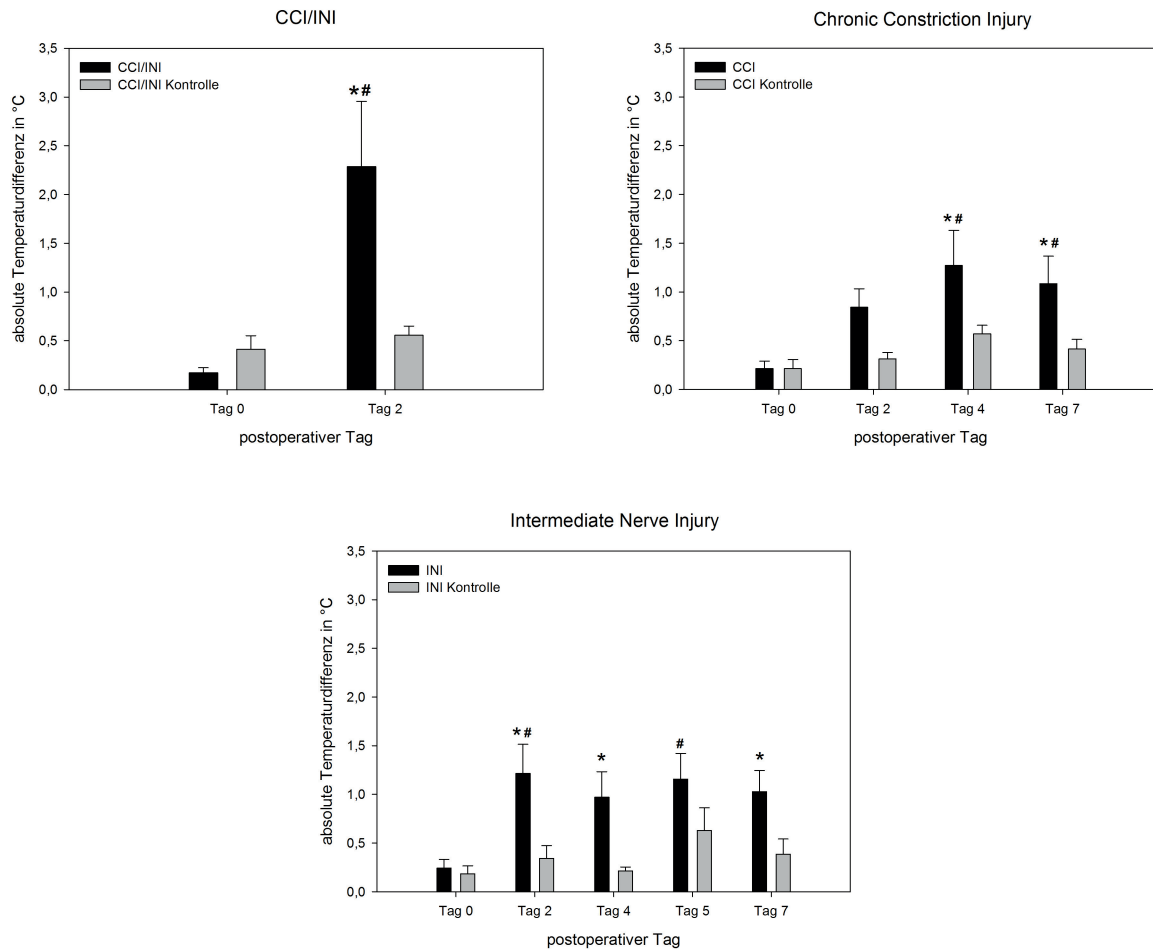 CCI/INI
absolute Temperaturdifferenz in °C
3,5
3,0
2,5
2,0
1,5
1,0
0,5
0,0
CCI/INI
CCI/INI Kontrolle
*#
Tag 0 Tag 2
postoperativer Tag
Chronic Constriction Injury
absolute Temperaturdifferenz in °C
3,5
3,0
2,5
2,0
1,5
1,0
0,5
0,0
CCI
CCI Kontrolle
*# *#
Tag 0 Tag 2 Tag 4 Tag 7
postoperativer Tag
Intermediate Nerve Injury
absolute Temperaturdifferenz in °C
3,5
3,0
2,5
2,0
1,5
1,0
0,5
0,0
INI
INI Kontrolle
*# * # *
Tag 0 Tag 2 Tag 4 Tag 5 Tag 7
postoperativer Tag